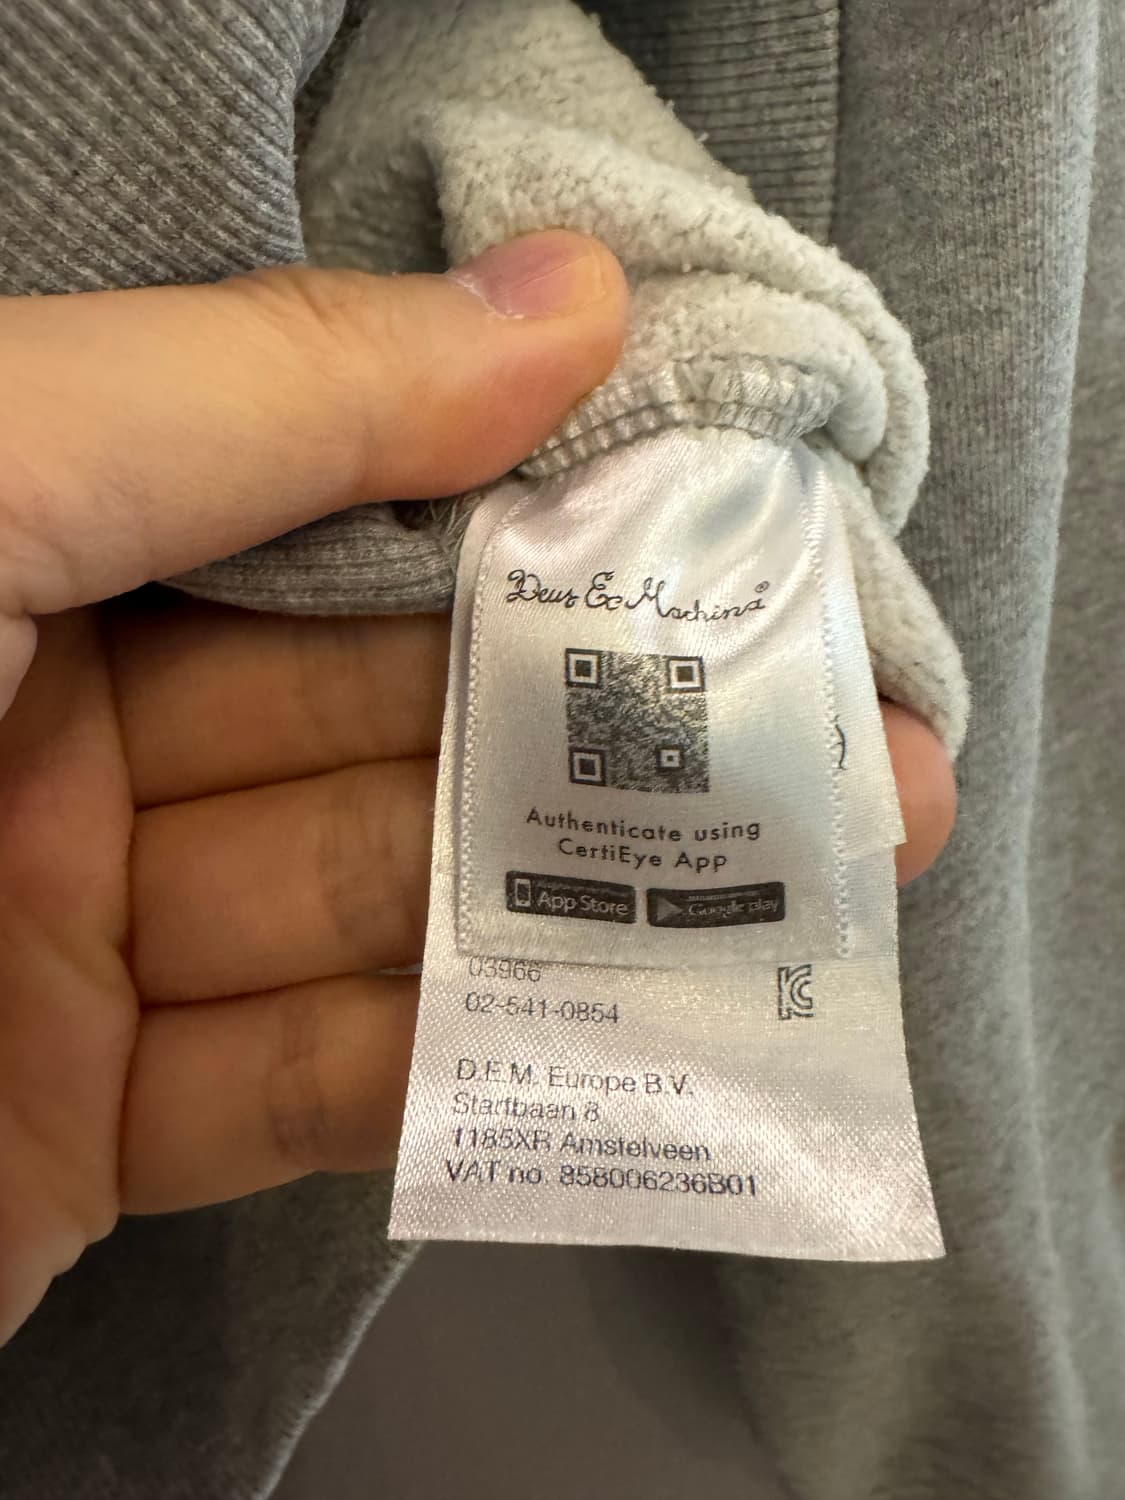 Deus Ex Machina®
Authenticate using
CertiEye App
App Store
Google play
03966
02-541-0854
D.E.M. Europe B.V.
Startbaan 8
1185XR Amstelveen
VAT no. 858006236B01